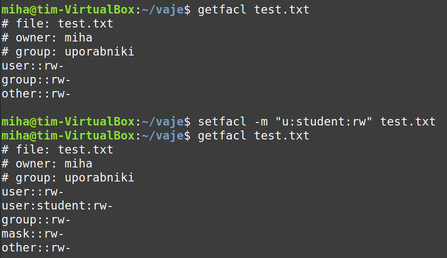 miha@tim-VirtualBox:~/vaje$ getfacl test.txt
# file: test.txt
# owner: miha
# group: uporabniki
user::rw-
group::rw-
other::rw-

miha@tim-VirtualBox:~/vaje$ setfacl -m "u:student:rw" test.txt
miha@tim-VirtualBox:~/vaje$ getfacl test.txt
# file: test.txt
# owner: miha
# group: uporabniki
user::rw-
user:student:rw-
group::rw-
mask::rw-
other::rw-